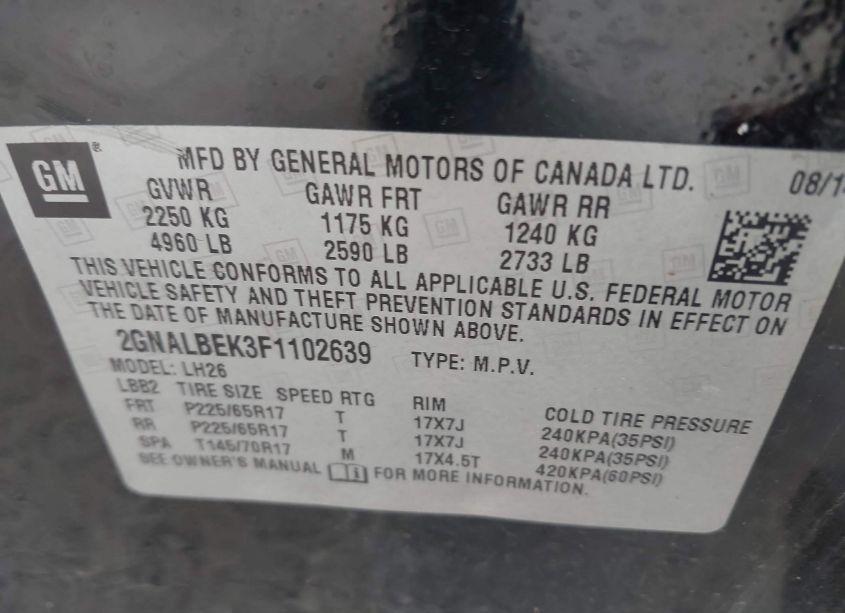 GM
MFD BY GENERAL MOTORS OF CANADA LTD.
08/1
GVWR GAWR FRT GAWR RR
2250 KG 1175 KG 1240 KG
4960 LB 2590 LB 2733 LB
THIS VEHICLE CONFORMS TO ALL APPLICABLE U.S. FEDERAL MOTOR
VEHICLE SAFETY AND THEFT PREVENTION STANDARDS IN EFFECT ON
THE DATE OF MANUFACTURE SHOWN ABOVE.
2GNALBEK3F1102639 TYPE: M.P.V.
MODEL: LH26
LBB2 TIRE SIZE SPEED RTG RIM COLD TIRE PRESSURE
FRT P225/65R17 T 17X7J 240KPA(35PSI)
RR P225/65R17 T 17X7J 240KPA(35PSI)
SPA T145/70R17 M 17X4.5T 420KPA(60PSI)
SEE OWNER'S MANUAL FOR MORE INFORMATION.